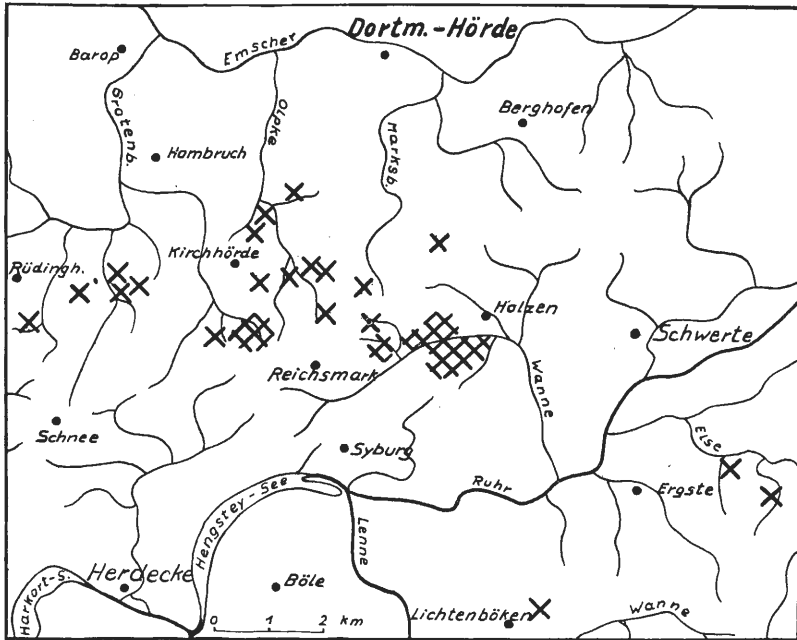 Dortm.-Hörde
Barop
Emscher
Grotenb.
Olpke
Marksb.
Berghofen
Hombruch
Kirchhörde
Rüdingh.
Holzen
Schwerte
Reichsmark
Wanne
Schnee
Syburg
Else
Hengstey-See
Ruhr
Ergste
Lenne
Harkort-S.
Herdecke
Böle
Lichtenböken
Wanne
0 1 2 km